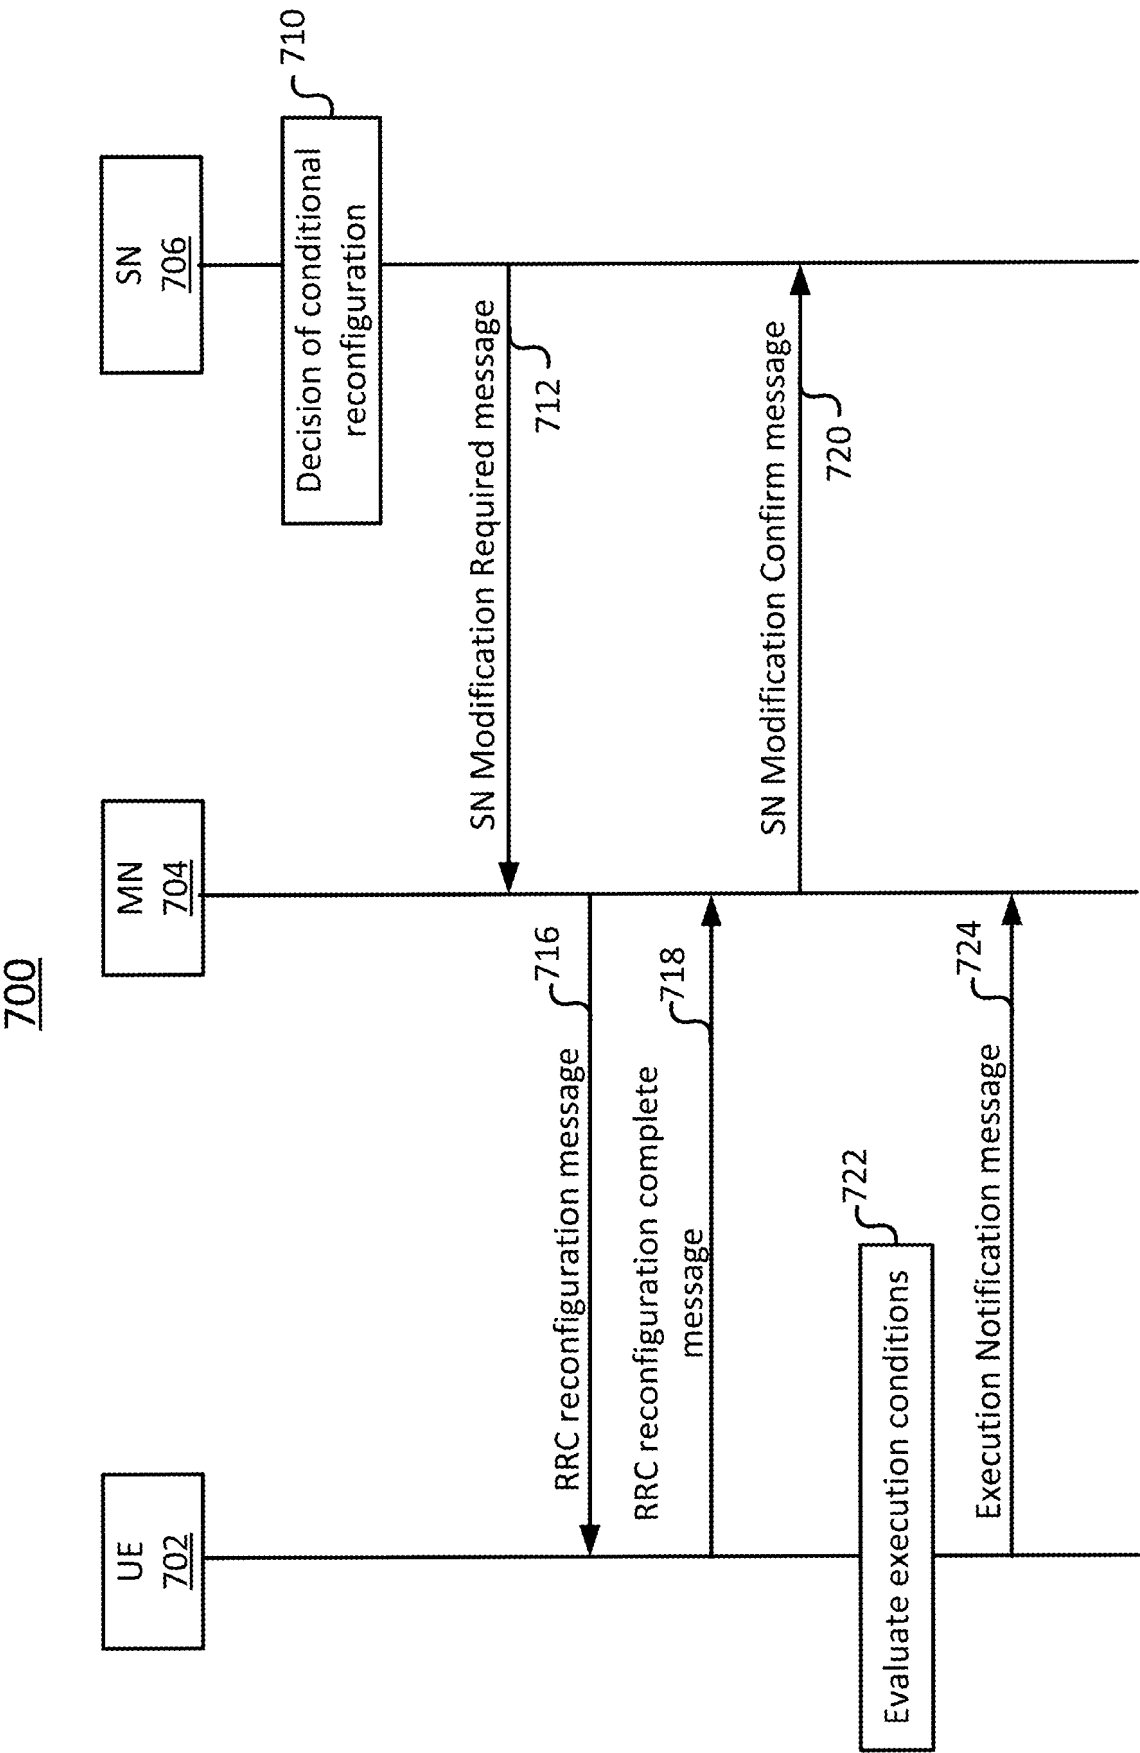 700
UE
702
MN
704
SN
706
710
Decision of conditional
reconfiguration
SN Modification Required message
712
716
RRC reconfiguration message
718
RRC reconfiguration complete
message
SN Modification Confirm message
720
722
Evaluate execution conditions
724
Execution Notification message